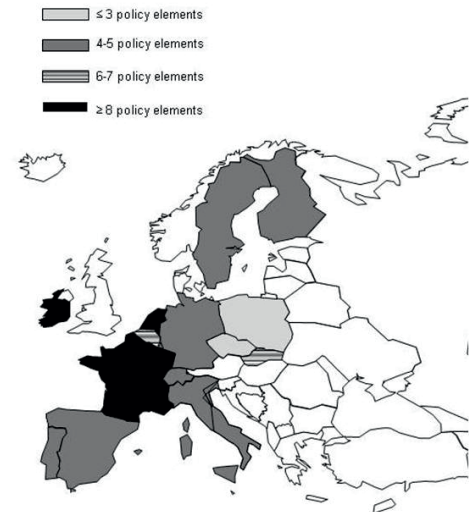 ≤ 3 policy elements
4-5 policy elements
6-7 policy elements
≥ 8 policy elements